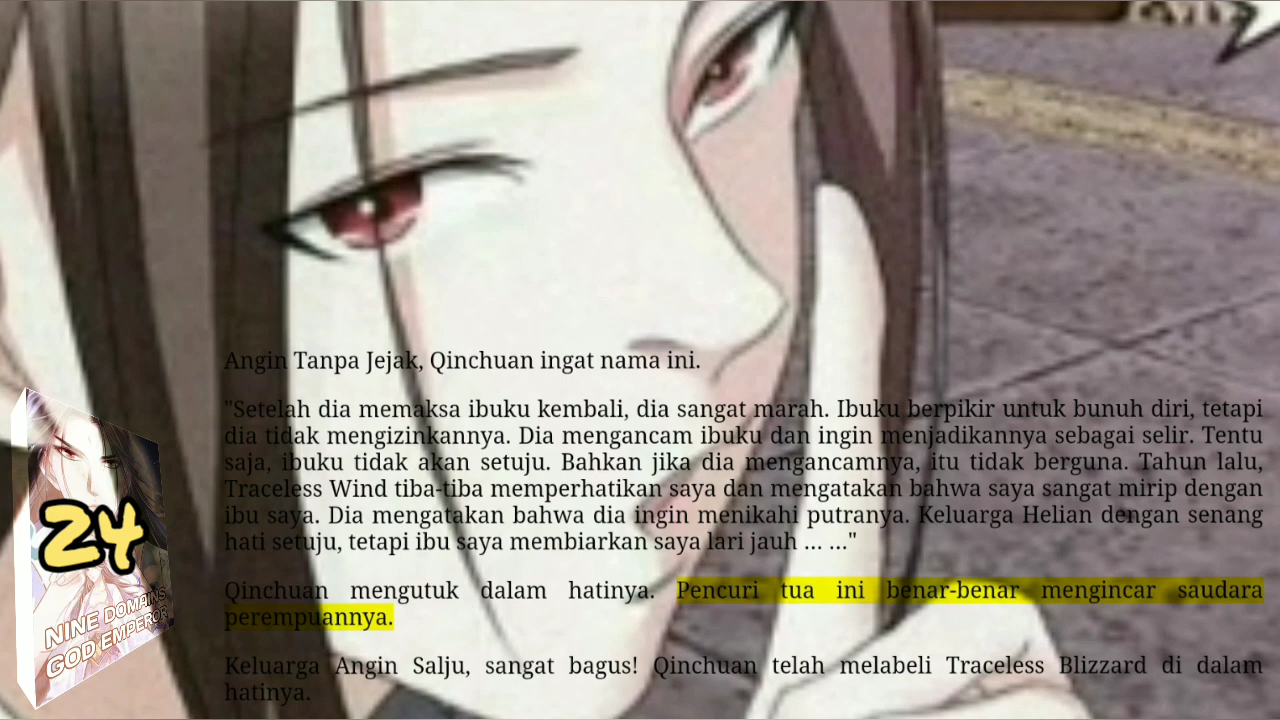 Angin Tanpa Jejak, Qinchuan ingat nama ini.
"Setelah dia memaksa ibuku kembali, dia sangat marah. Ibuku berpikir untuk bunuh diri, tetapi
dia tidak mengizinkannya. Dia mengancam ibuku dan ingin menjadikannya sebagai selir. Tentu
saja, ibuku tidak akan setuju. Bahkan jika dia mengancamnya, itu tidak berguna. Tahun lalu,
Traceless Wind tiba-tiba memperhatikan saya dan mengatakan bahwa saya sangat mirip dengan
ibu saya. Dia mengatakan bahwa dia ingin menikahi putranya. Keluarga Helian dengan senang
hati setuju, tetapi ibu saya membiarkan saya lari jauh ... ..."
Qinchuan mengutuk dalam hatinya. Pencuri tua ini benar-benar mengincar saudara
perempuannya.
Keluarga Angin Salju, sangat bagus! Qinchuan telah melabeli Traceless Blizzard di dalam
hatinya.
24
NINE DOMAINS
GOD EMPEROR